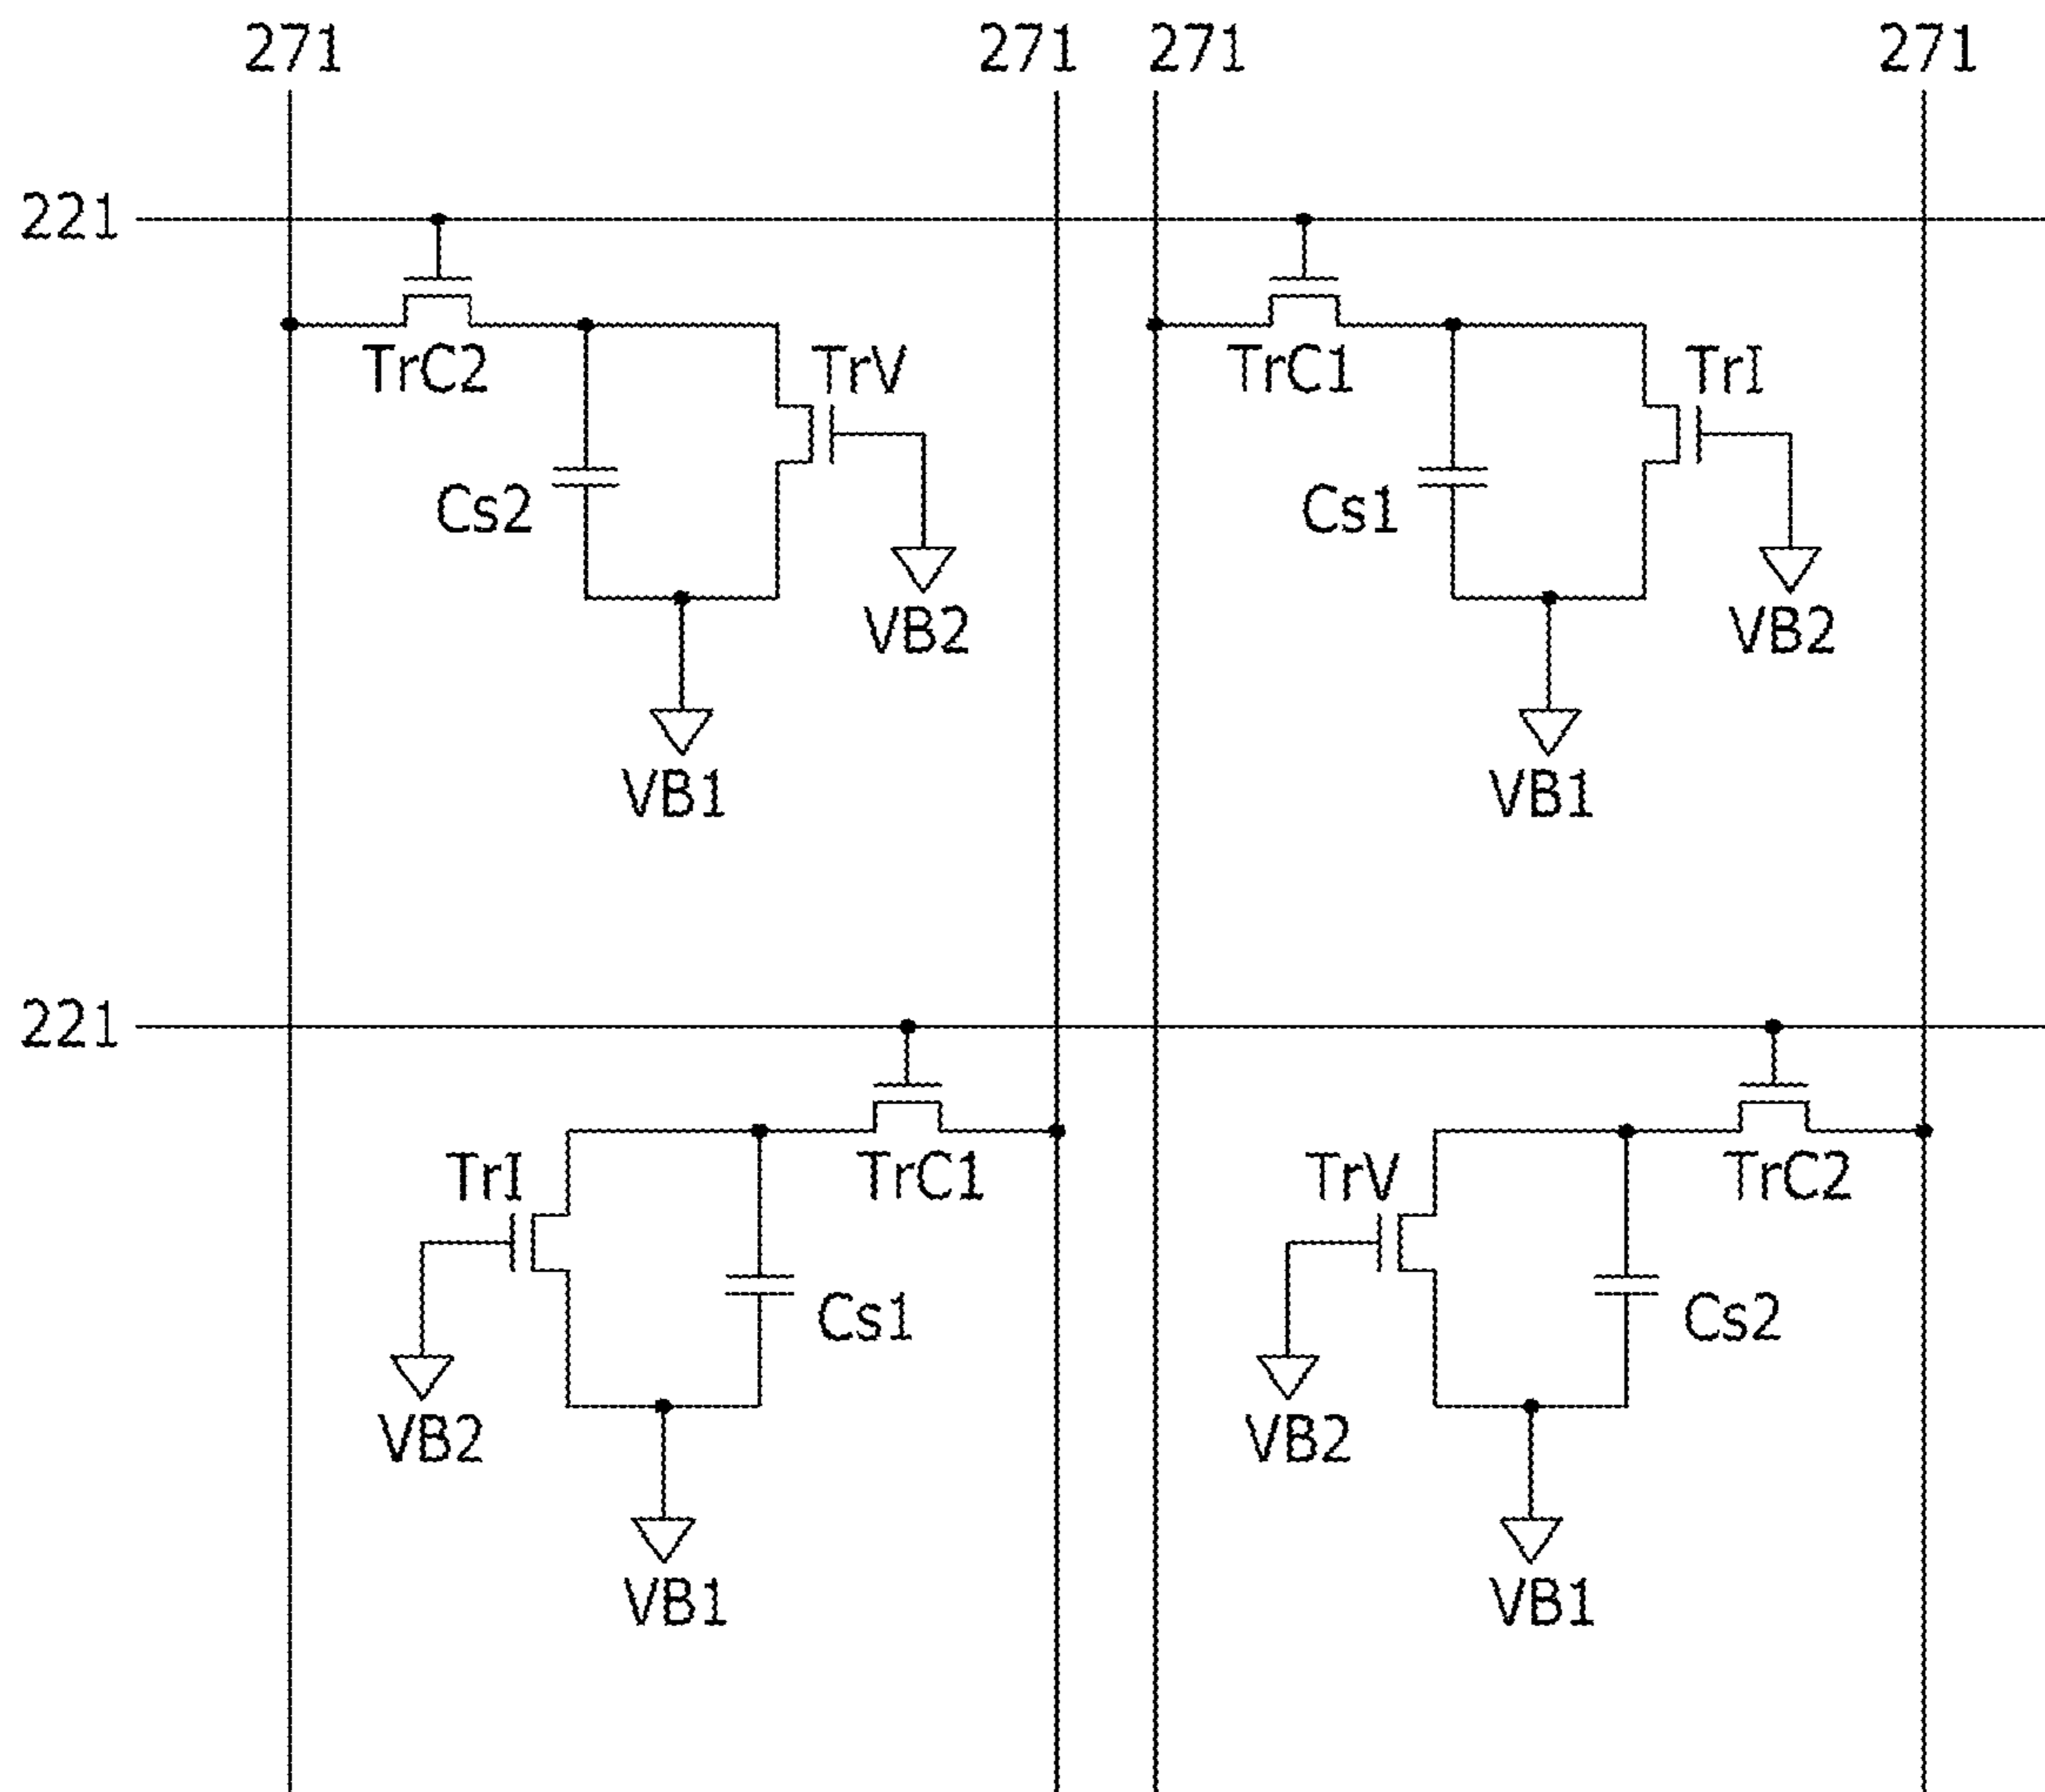 271 271 271 271
221
TrC2 TrV TrC1 TrI
Cs2 Cs1
VB2 VB2
VB1 VB1
221
TrI TrC1 TrV TrC2
Cs1 Cs2
VB2 VB2
VB1 VB1